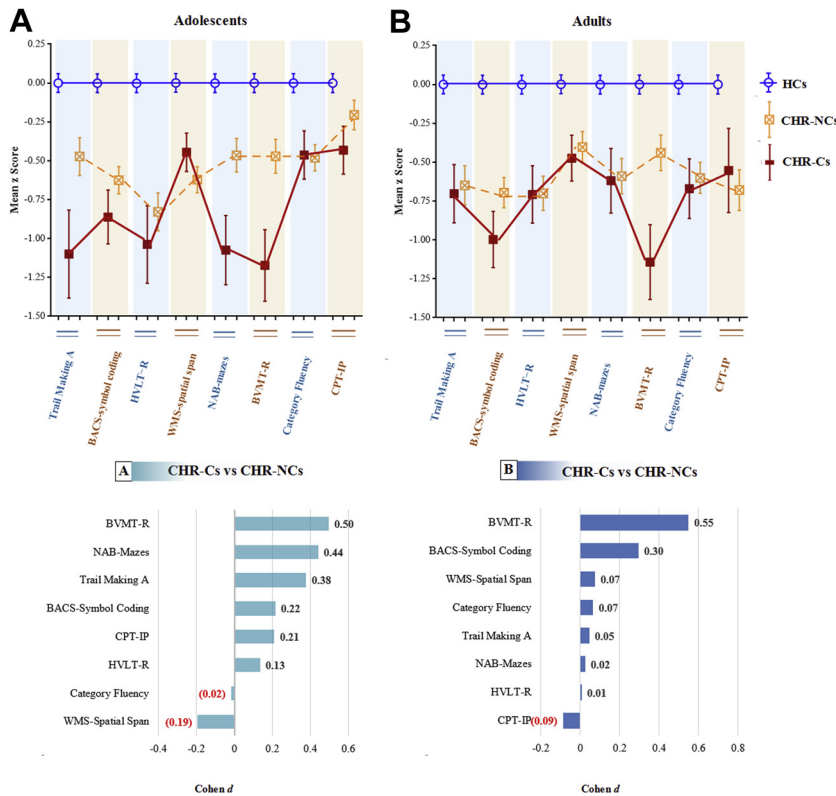 A
Adolescents
0.25
0.00
-0.25
-0.50
-0.75
-1.00
-1.25
-1.50
Mean z Score
Trail Making A
BACS-symbol coding
HVLT-R
WMS-spatial span
NAB-mazes
BVMT-R
Category Fluency
CPT-IP
B
Adults
0.25
0.00
-0.25
-0.50
-0.75
-1.00
-1.25
-1.50
Mean z Score
Trail Making A
BACS-symbol coding
HVLT-R
WMS-spatial span
NAB-mazes
BVMT-R
Category Fluency
CPT-IP
HCs
CHR-NCs
CHR-Cs
A CHR-Cs vs CHR-NCs
BVMT-R 0.50
NAB-Mazes 0.44
Trail Making A 0.38
BACS-Symbol Coding 0.22
CPT-IP 0.21
HVLT-R 0.13
Category Fluency (0.02)
WMS-Spatial Span (0.19)
-0.4 -0.2 0 0.2 0.4 0.6
Cohen d
B CHR-Cs vs CHR-NCs
BVMT-R 0.55
BACS-Symbol Coding 0.30
WMS-Spatial Span 0.07
Category Fluency 0.07
Trail Making A 0.05
NAB-Mazes 0.02
HVLT-R 0.01
CPT-IP (0.09)
-0.2 0 0.2 0.4 0.6 0.8
Cohen d